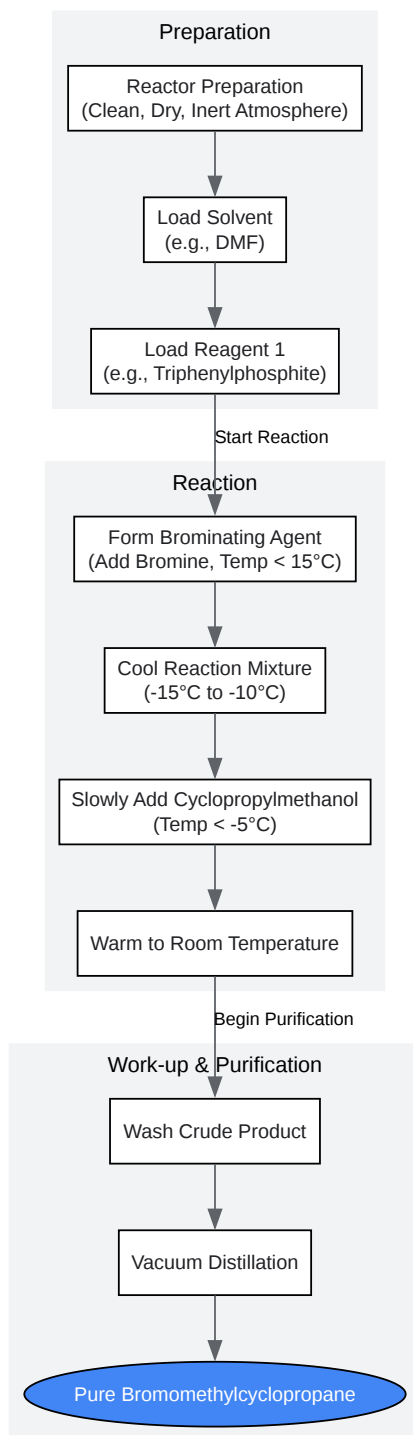 Preparation
Reactor Preparation
(Clean, Dry, Inert Atmosphere)
Load Solvent
(e.g., DMF)
Load Reagent 1
(e.g., Triphenylphosphite)
Start Reaction
Reaction
Form Brominating Agent
(Add Bromine, Temp < 15°C)
Cool Reaction Mixture
(-15°C to -10°C)
Slowly Add Cyclopropylmethanol
(Temp < -5°C)
Warm to Room Temperature
Begin Purification
Work-up & Purification
Wash Crude Product
Vacuum Distillation
Pure Bromomethylcyclopropane